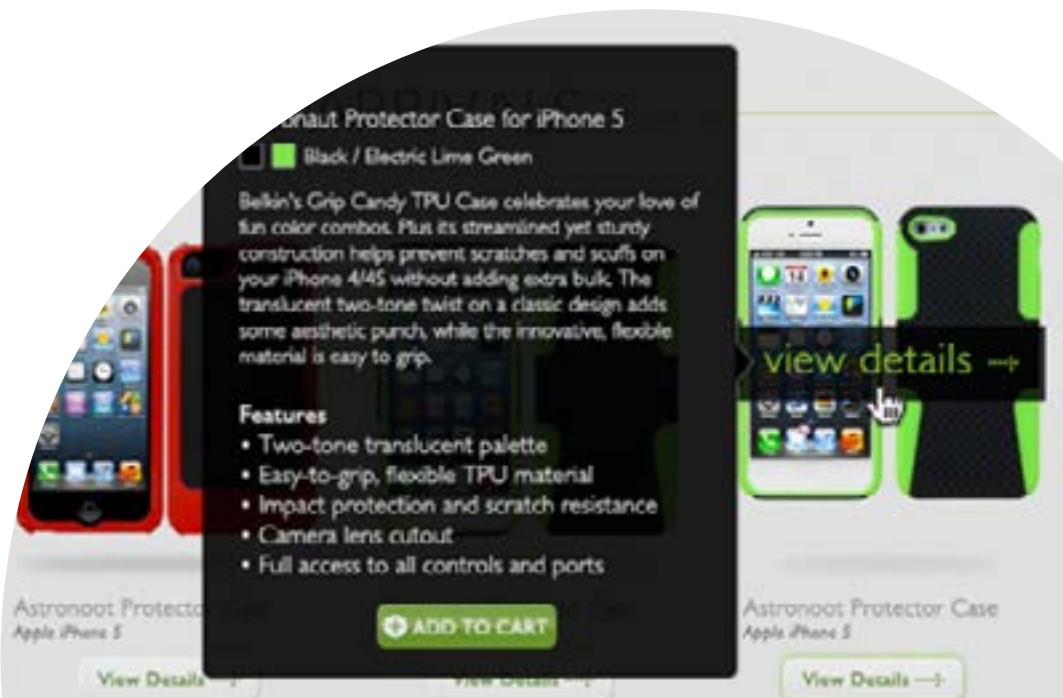 ARRIVALS
onaut Protector Case for iPhone 5
Black / Electric Lime Green
Belkin's Grip Candy TPU Case celebrates your love of
fun color combos. Plus its streamlined yet sturdy
construction helps prevent scratches and scuffs on
your iPhone 4/4S without adding extra bulk. The
translucent two-tone twist on a classic design adds
some aesthetic punch, while the innovative, flexible
material is easy to grip.
Features
• Two-tone translucent palette
• Easy-to-grip, flexible TPU material
• Impact protection and scratch resistance
• Camera lens cutout
• Full access to all controls and ports
ADD TO CART
view details
Astronoot Protector Case
Apple iPhone 5
View Details
View Details
Astronoot Protector Case
Apple iPhone 5
View Details